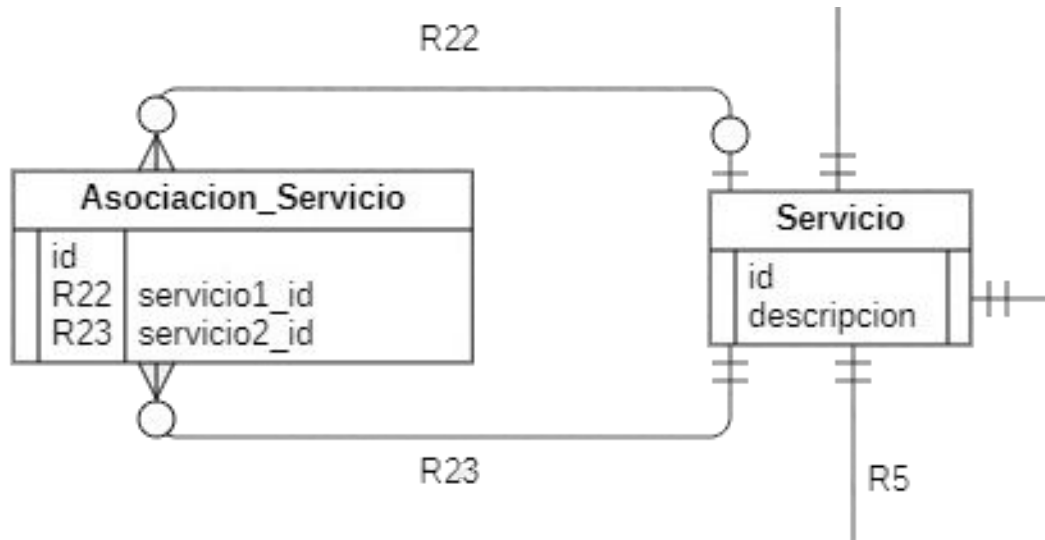 R22
Asociacion_Servicio
id
R22 servicio1_id
R23 servicio2_id
Servicio
id
descripcion
R23
R5